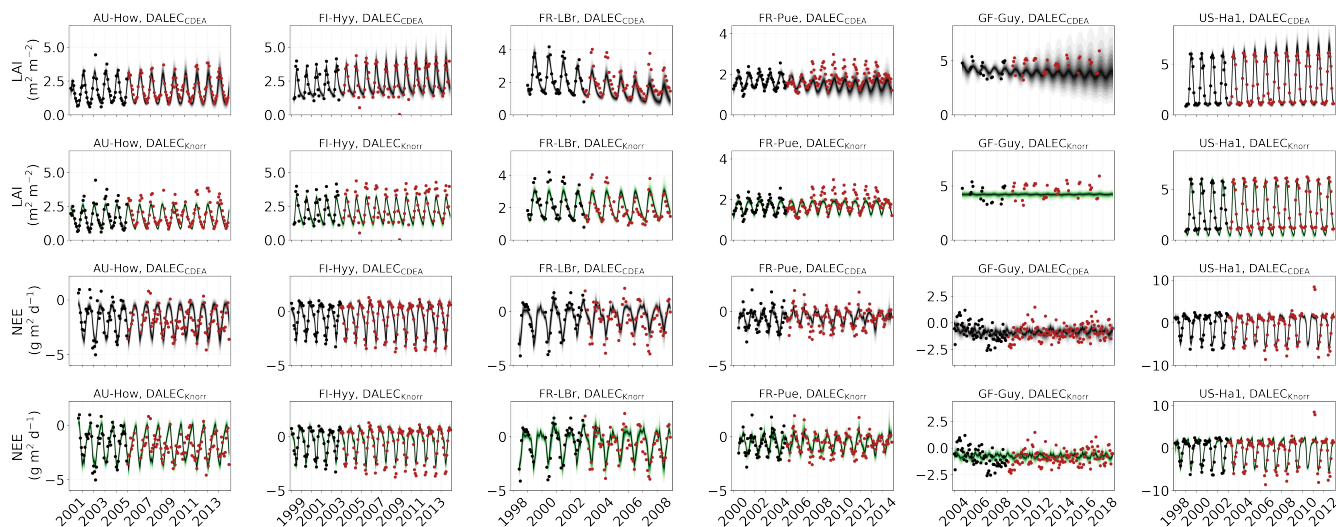 AU-How, DALEC_CDEA
FI-Hyy, DALEC_CDEA
FR-LBr, DALEC_CDEA
FR-Pue, DALEC_CDEA
GF-Guy, DALEC_CDEA
US-Ha1, DALEC_CDEA
LAI
(m² m⁻²)
5.0
2.5
0.0
5.0
2.5
0.0
4
2
0
4
2
0
5
0
5
0
AU-How, DALEC_Knorr
FI-Hyy, DALEC_Knorr
FR-LBr, DALEC_Knorr
FR-Pue, DALEC_Knorr
GF-Guy, DALEC_Knorr
US-Ha1, DALEC_Knorr
LAI
(m² m⁻²)
5.0
2.5
0.0
5.0
2.5
0.0
4
2
0
4
2
0
5
0
5
0
AU-How, DALEC_CDEA
FI-Hyy, DALEC_CDEA
FR-LBr, DALEC_CDEA
FR-Pue, DALEC_CDEA
GF-Guy, DALEC_CDEA
US-Ha1, DALEC_CDEA
NEE
(g m² d⁻¹)
0
−5
0
−5
0
−5
0
−5
2.5
0.0
−2.5
10
0
−10
AU-How, DALEC_Knorr
FI-Hyy, DALEC_Knorr
FR-LBr, DALEC_Knorr
FR-Pue, DALEC_Knorr
GF-Guy, DALEC_Knorr
US-Ha1, DALEC_Knorr
NEE
(g m² d⁻¹)
0
−5
0
−5
0
−5
0
−5
2.5
0.0
−2.5
10
0
−10
2001 2003 2005 2007 2009 2011 2013
1999 2001 2003 2005 2007 2009 2011 2013
1998 2000 2002 2004 2006 2008
2000 2002 2004 2006 2008 2010 2012 2014
2004 2006 2008 2010 2012 2014 2016 2018
1998 2000 2002 2004 2006 2008 2010 2012